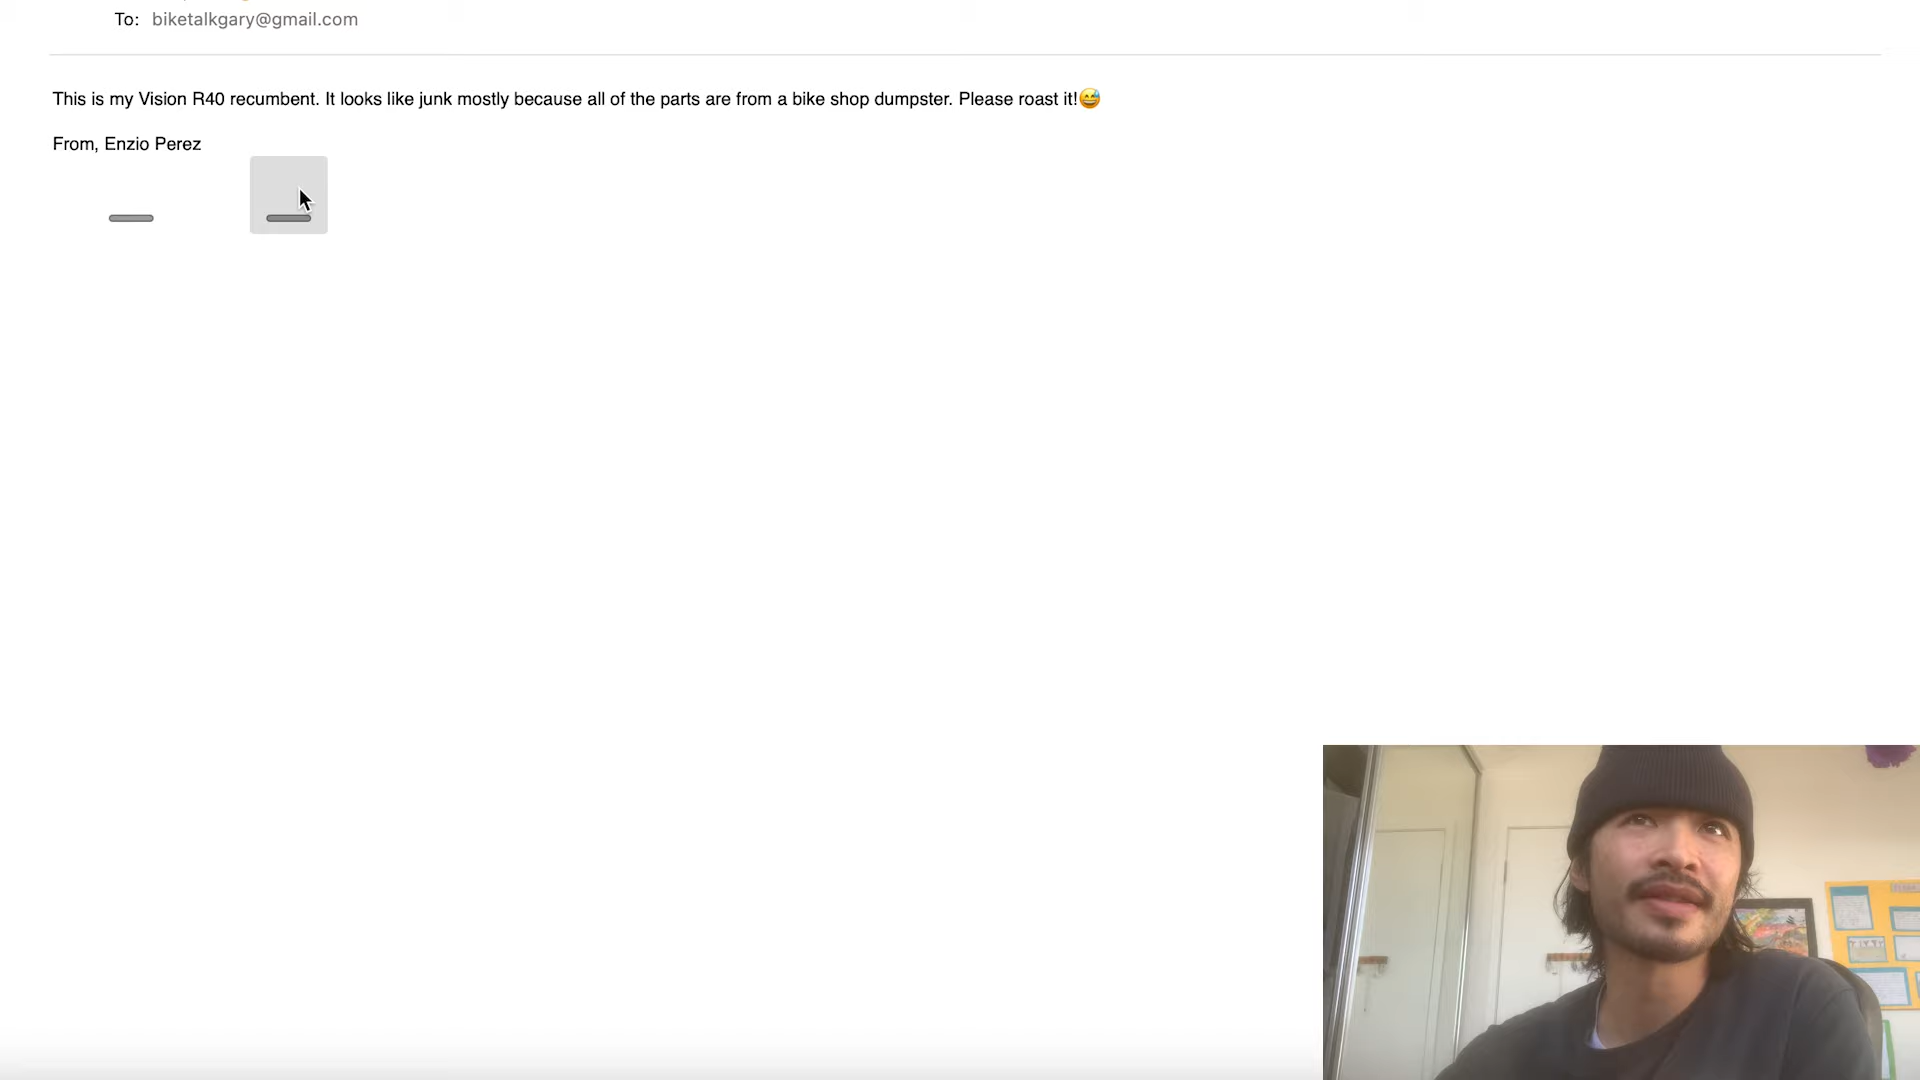 To: biketalkgary@gmail.com
This is my Vision R40 recumbent. It looks like junk mostly because all of the parts are from a bike shop dumpster. Please roast it!😅
From, Enzio Perez